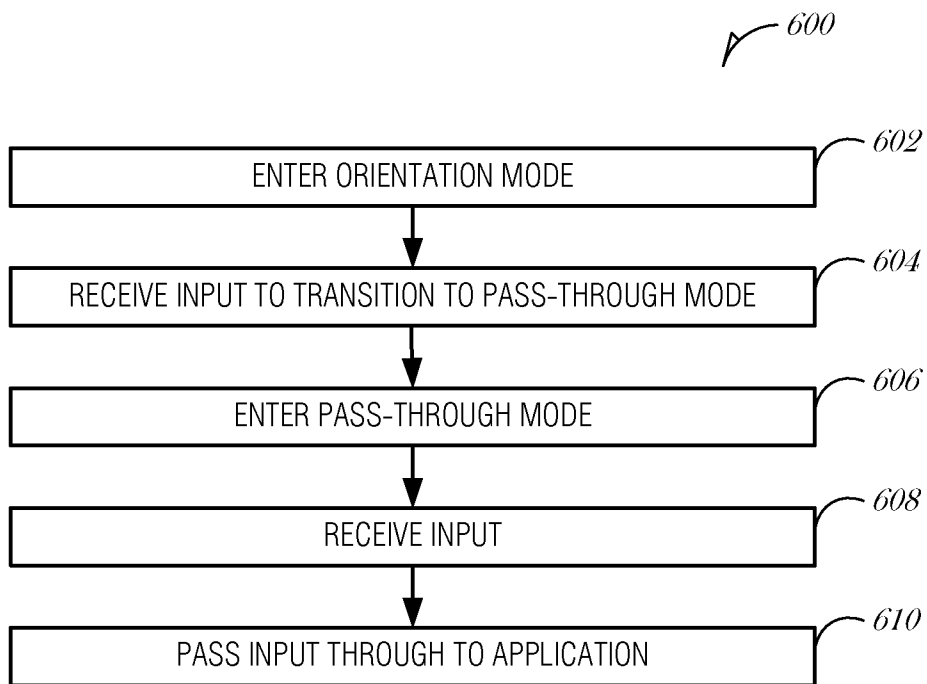 600
602
ENTER ORIENTATION MODE
604
RECEIVE INPUT TO TRANSITION TO PASS-THROUGH MODE
606
ENTER PASS-THROUGH MODE
608
RECEIVE INPUT
610
PASS INPUT THROUGH TO APPLICATION